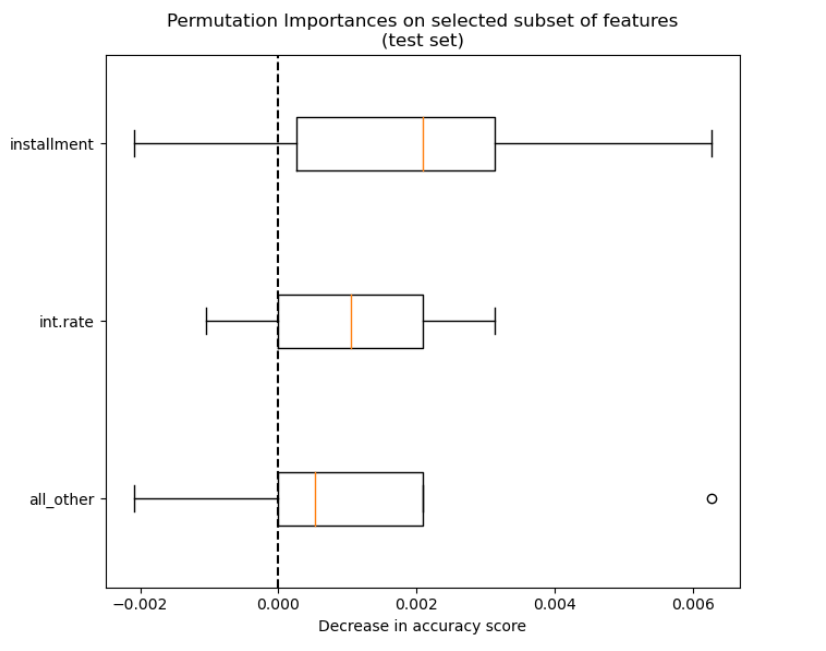 Permutation Importances on selected subset of features
(test set)
installment
int.rate
all_other
−0.002
0.000
0.002
0.004
0.006
Decrease in accuracy score